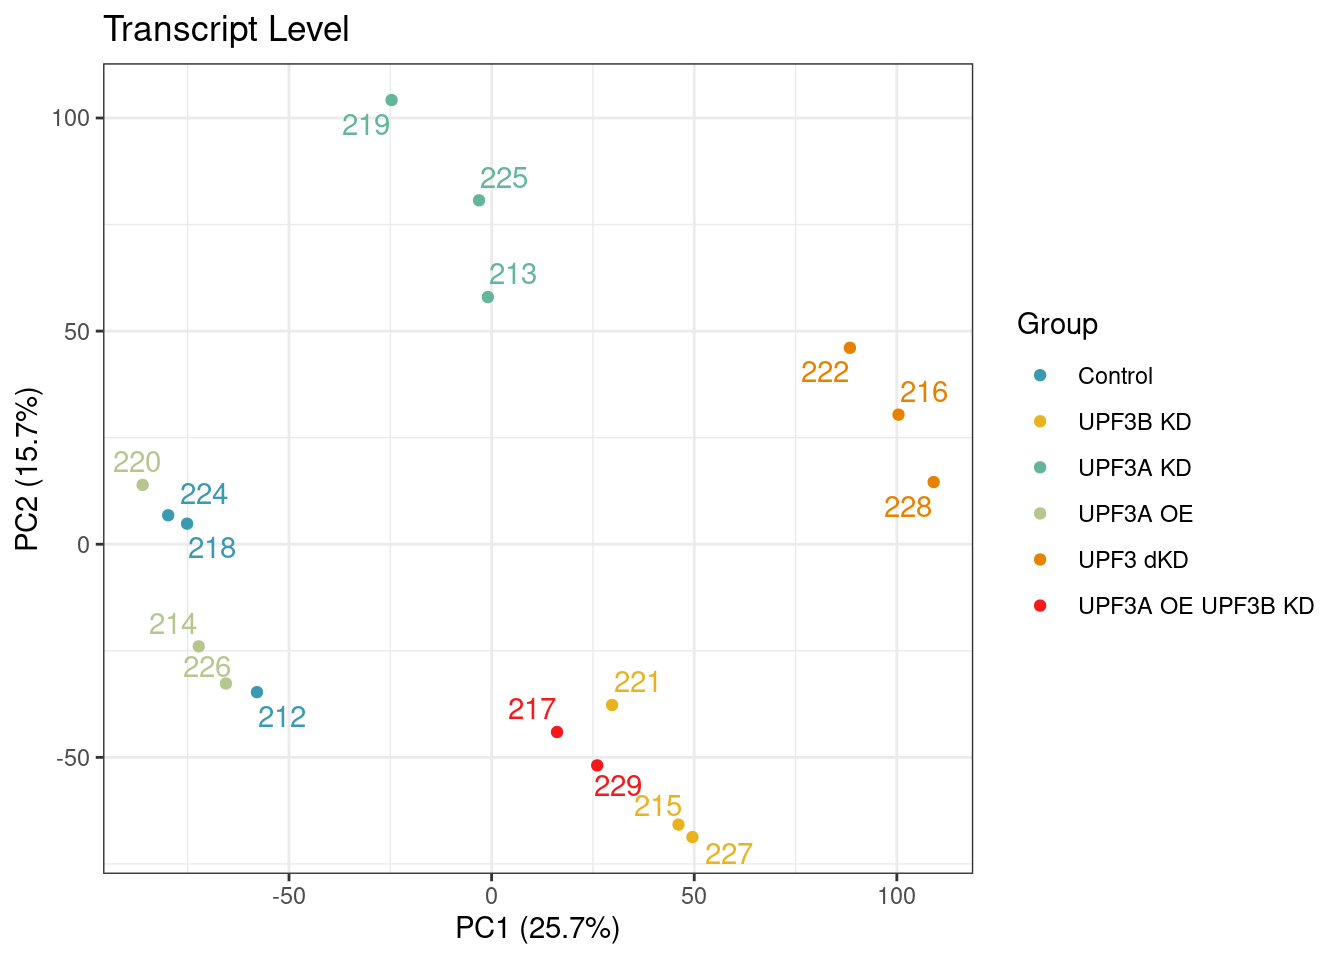 Transcript Level
219
225
213
222
216
228
220
224
218
214
226
212
221
217
229
215
227
100
50
0
-50
-50
0
50
100
PC2 (15.7%)
PC1 (25.7%)
Group
Control
UPF3B KD
UPF3A KD
UPF3A OE
UPF3 dKD
UPF3A OE UPF3B KD